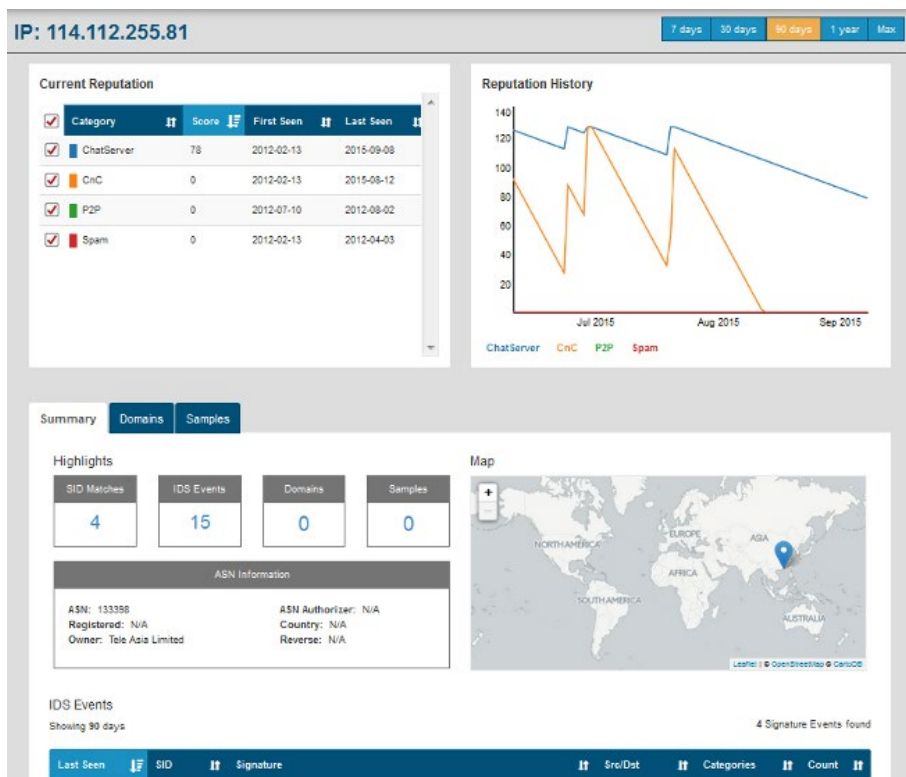 IP: 114.112.255.81
7 days 30 days 90 days 1 year Max
Current Reputation
Category Score First Seen Last Seen
ChatServer 78 2012-02-13 2015-09-08
CnC 0 2012-02-13 2015-08-12
P2P 0 2012-07-10 2012-08-02
Spam 0 2012-02-13 2012-04-03
Reputation History
140
120
100
80
60
40
20
Jul 2015 Aug 2015 Sep 2015
ChatServer CnC P2P Spam
Summary Domains Samples
Highlights
SID Matches IDS Events Domains Samples
4 15 0 0
ASN Information
ASN: 133398 ASN Authorizer: N/A
Registered: N/A Country: N/A
Owner: Tele Asia Limited Reverse: N/A
Map
+
-
NORTH AMERICA
EUROPE
ASIA
AFRICA
SOUTH AMERICA
AUSTRALIA
Leaflet | © OpenStreetMap © CartoDB
IDS Events
Showing 90 days 4 Signature Events found
Last Seen SID Signature Src/Dst Categories Count